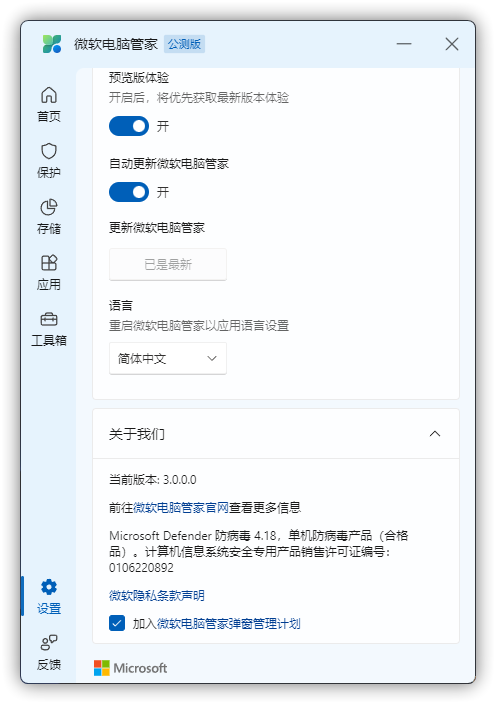 微软电脑管家 公测版
首页
保护
存储
应用
工具箱
设置
反馈
预览版体验
开启后，将优先获取最新版本体验
开
自动更新微软电脑管家
开
更新微软电脑管家
已是最新
语言
重启微软电脑管家以应用语言设置
简体中文
关于我们
当前版本: 3.0.0.0
前往微软电脑管家官网查看更多信息
Microsoft Defender 防病毒 4.18，单机防病毒产品（合格
品）。计算机信息系统安全专用产品销售许可证编号：
0106220892
微软隐私条款声明
加入微软电脑管家弹窗管理计划
Microsoft